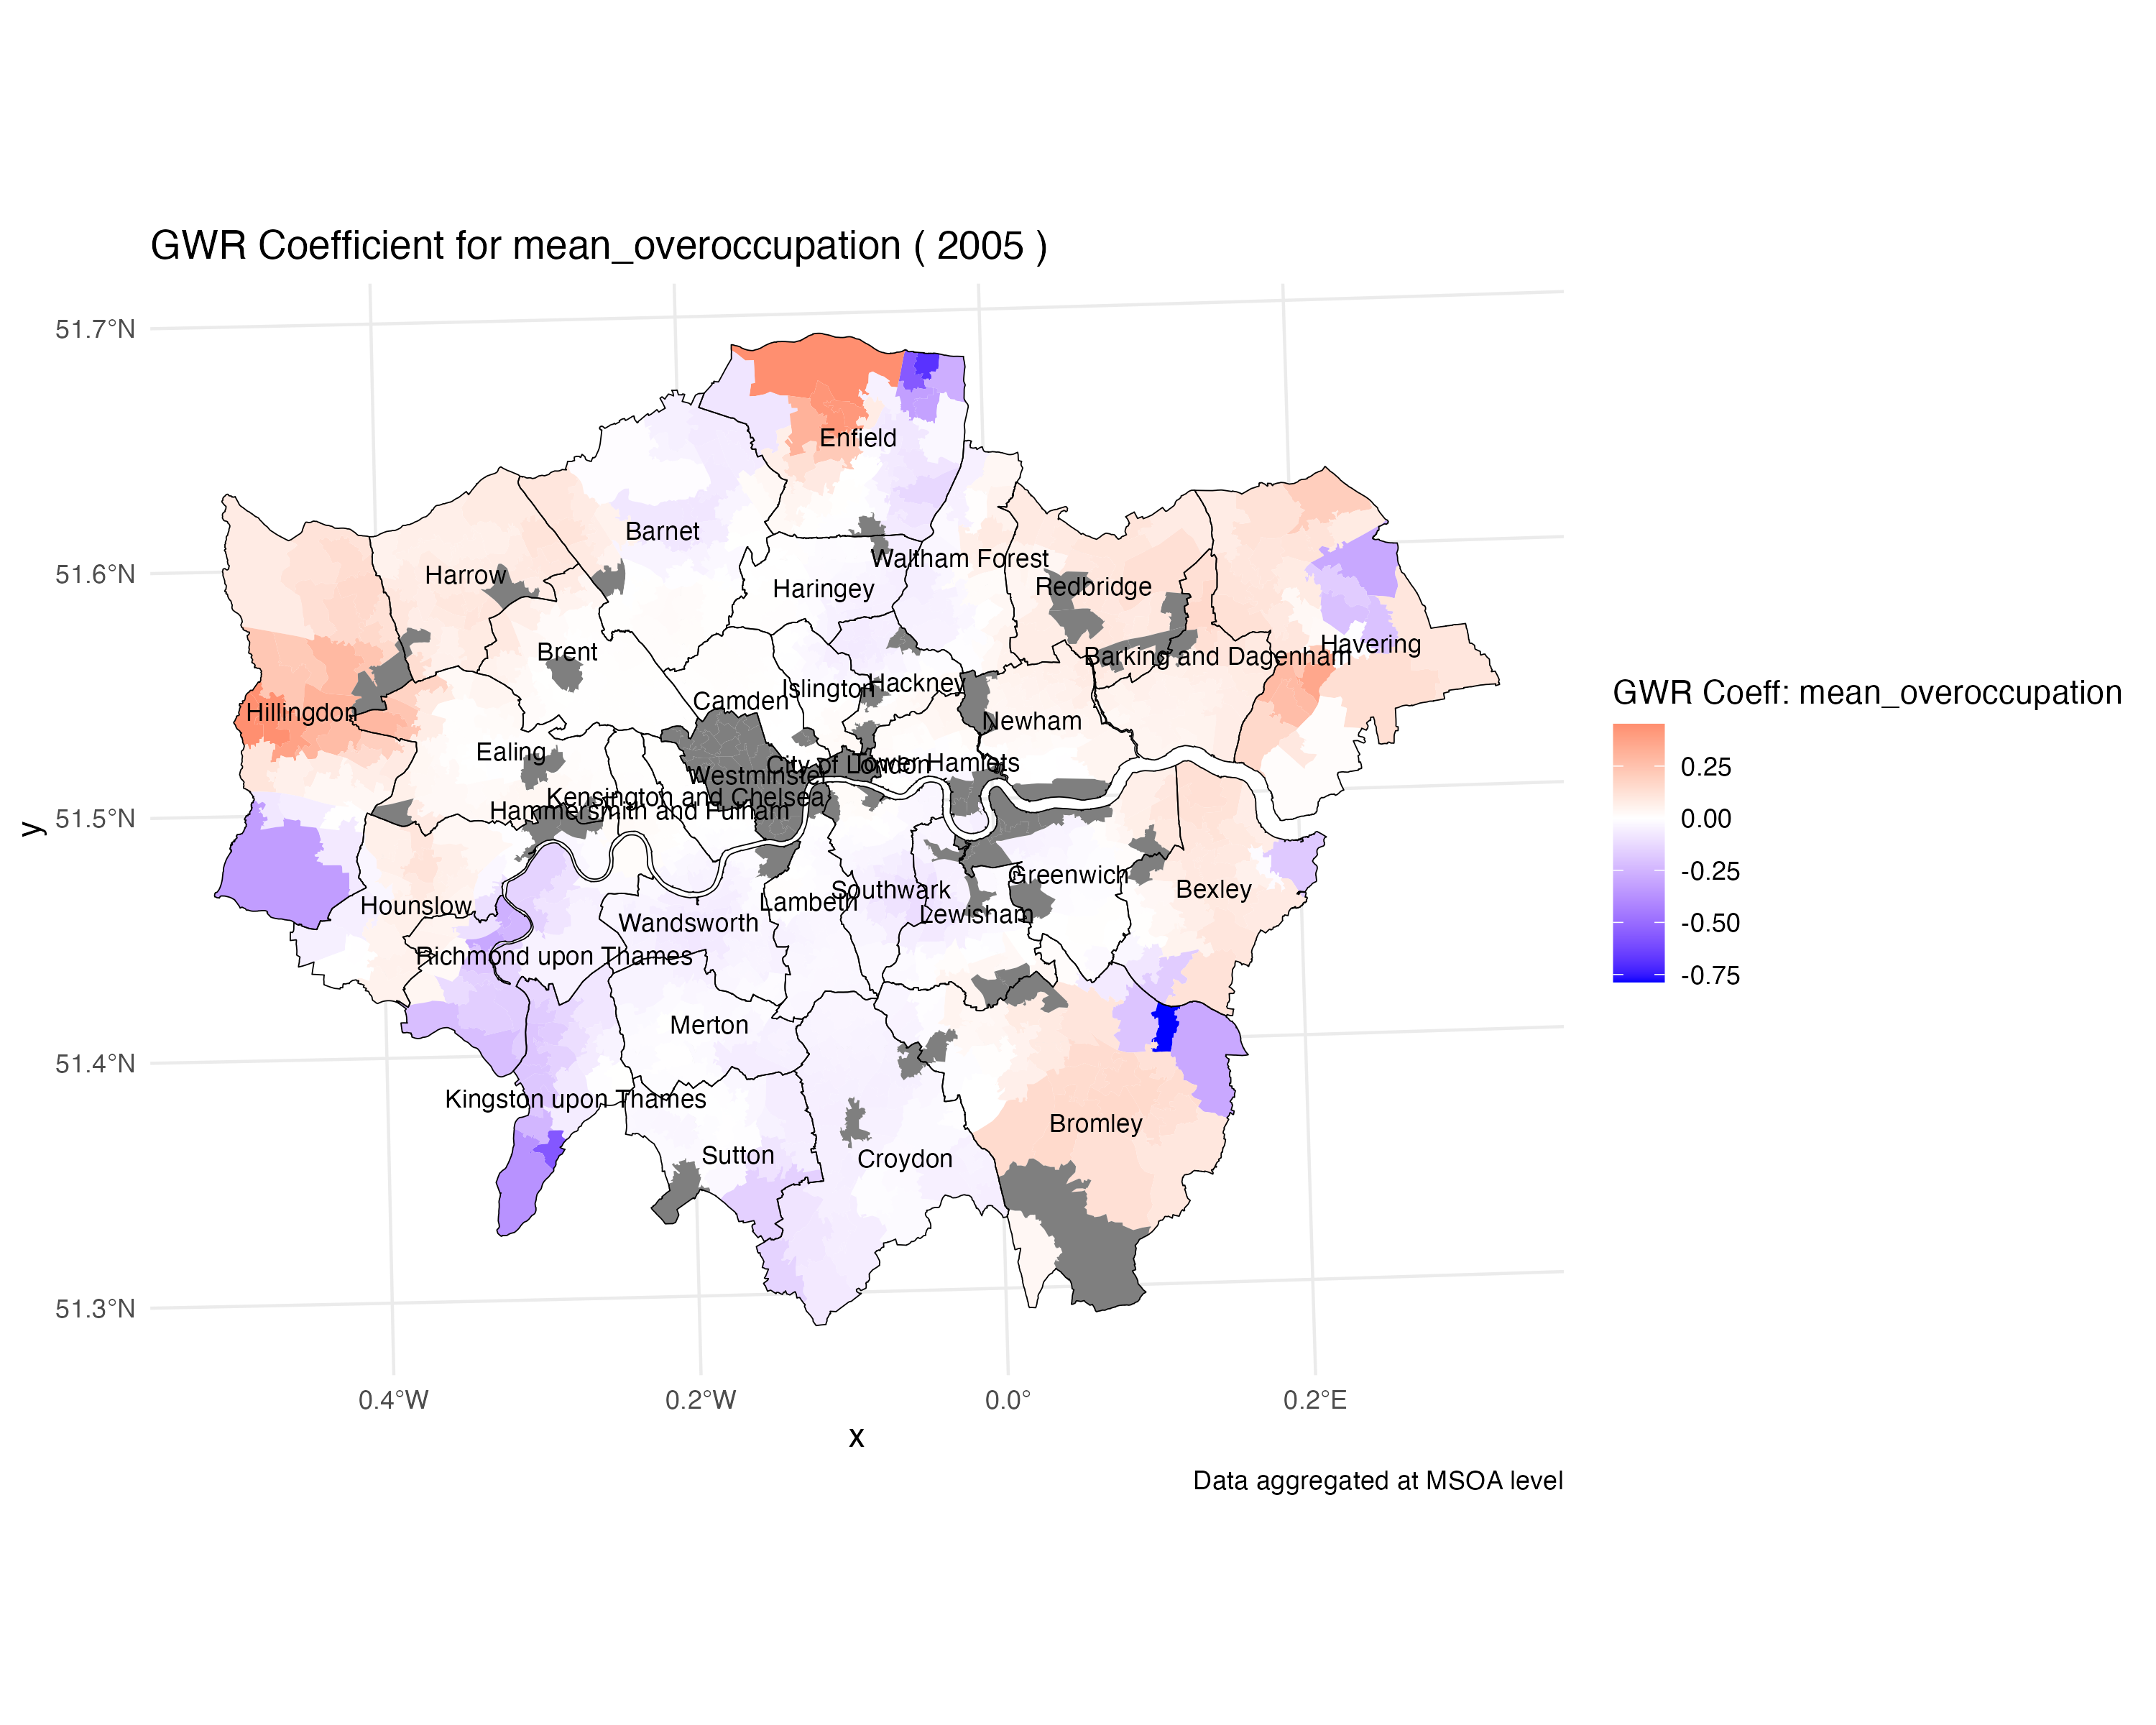 GWR Coefficient for mean_overoccupation ( 2005 )
51.7°N
51.6°N
51.5°N
51.4°N
51.3°N
y
Enfield
Barnet
Waltham Forest
Harrow
Haringey
Redbridge
Havering
Brent
Barking and Dagenham
Islington
Hackney
Camden
Hillingdon
Newham
Ealing
City of London
Tower Hamlets
Westminster
Kensington and Chelsea
Hammersmith and Fulham
Greenwich
Southwark
Bexley
Lambeth
Hounslow
Lewisham
Wandsworth
Richmond upon Thames
Merton
Kingston upon Thames
Bromley
Sutton
Croydon
0.4°W
0.2°W
0.0°
0.2°E
x
Data aggregated at MSOA level
GWR Coeff: mean_overoccupation
0.25
0.00
-0.25
-0.50
-0.75